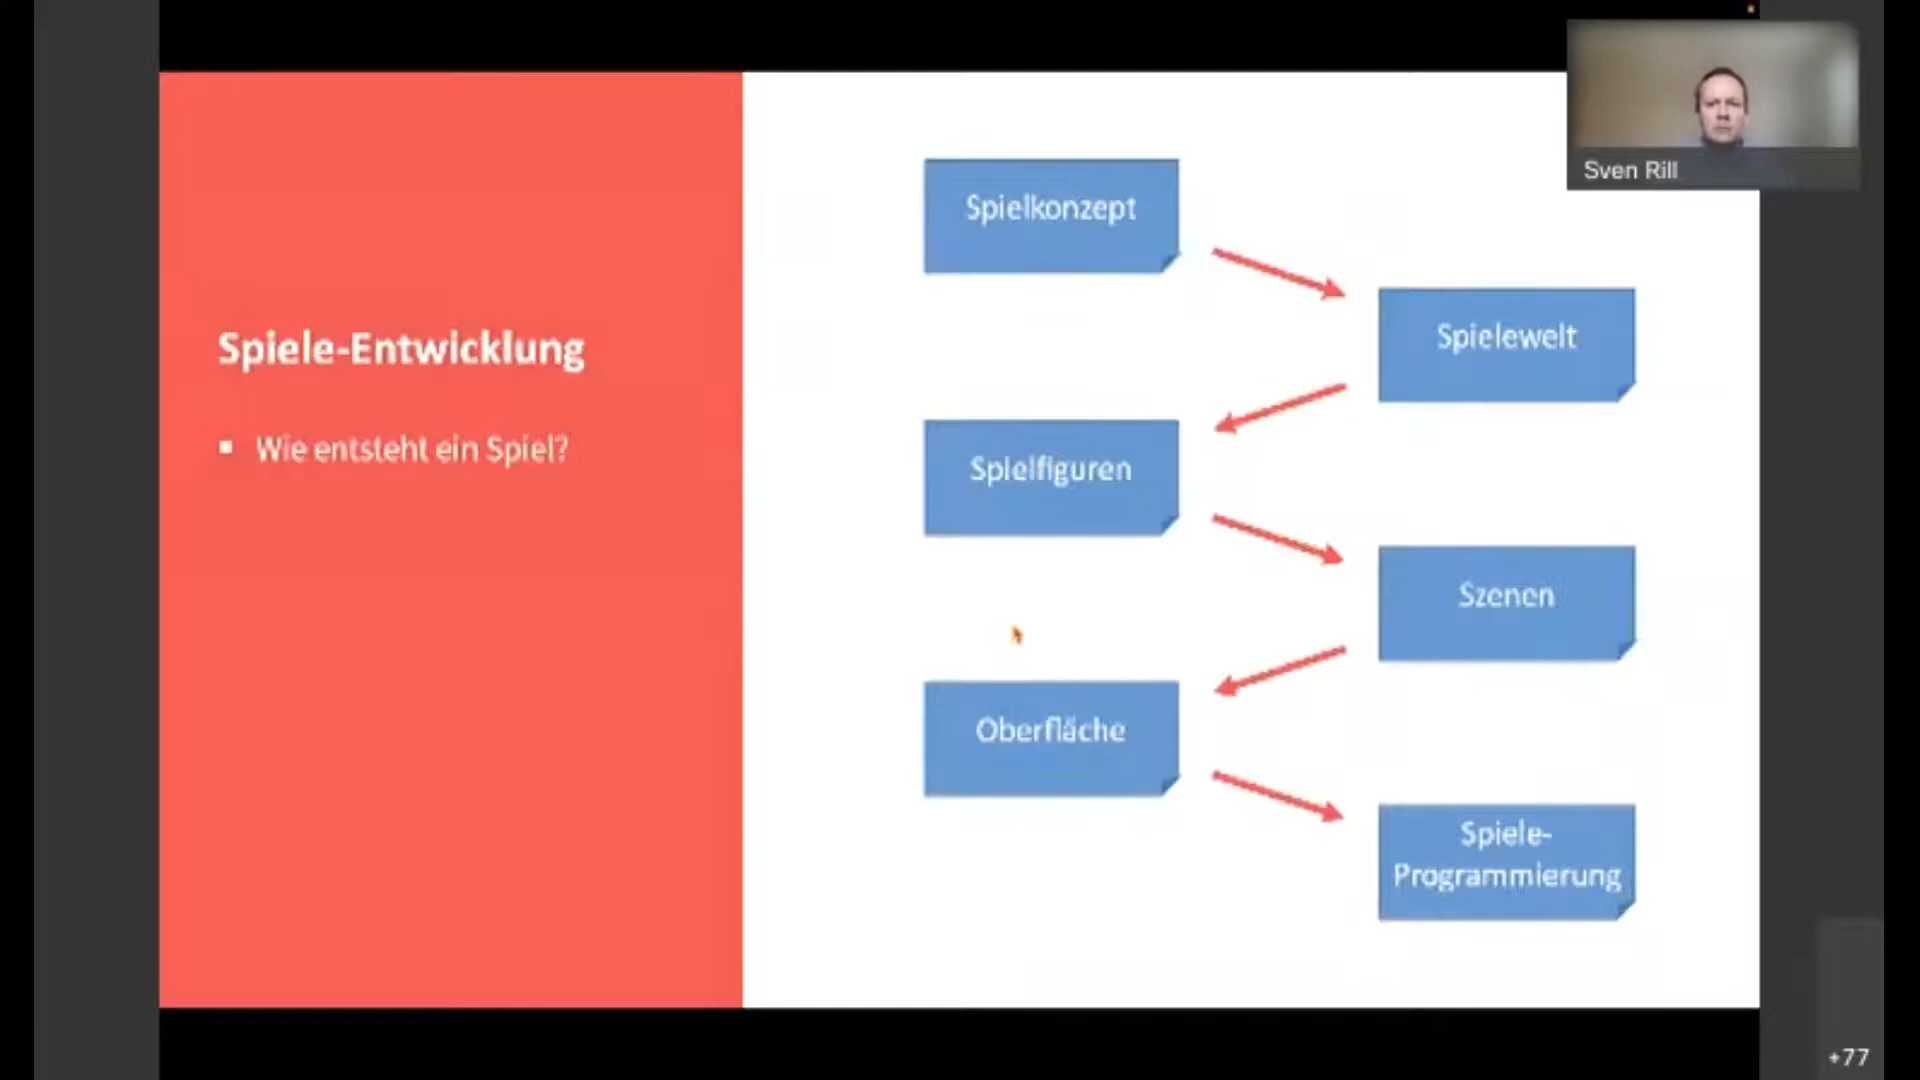 Sven Rill
Spiele-Entwicklung
Wie entsteht ein Spiel?
Spielkonzept
Spielewelt
Spielfiguren
Szenen
Oberfläche
Spiele-
Programmierung
+77